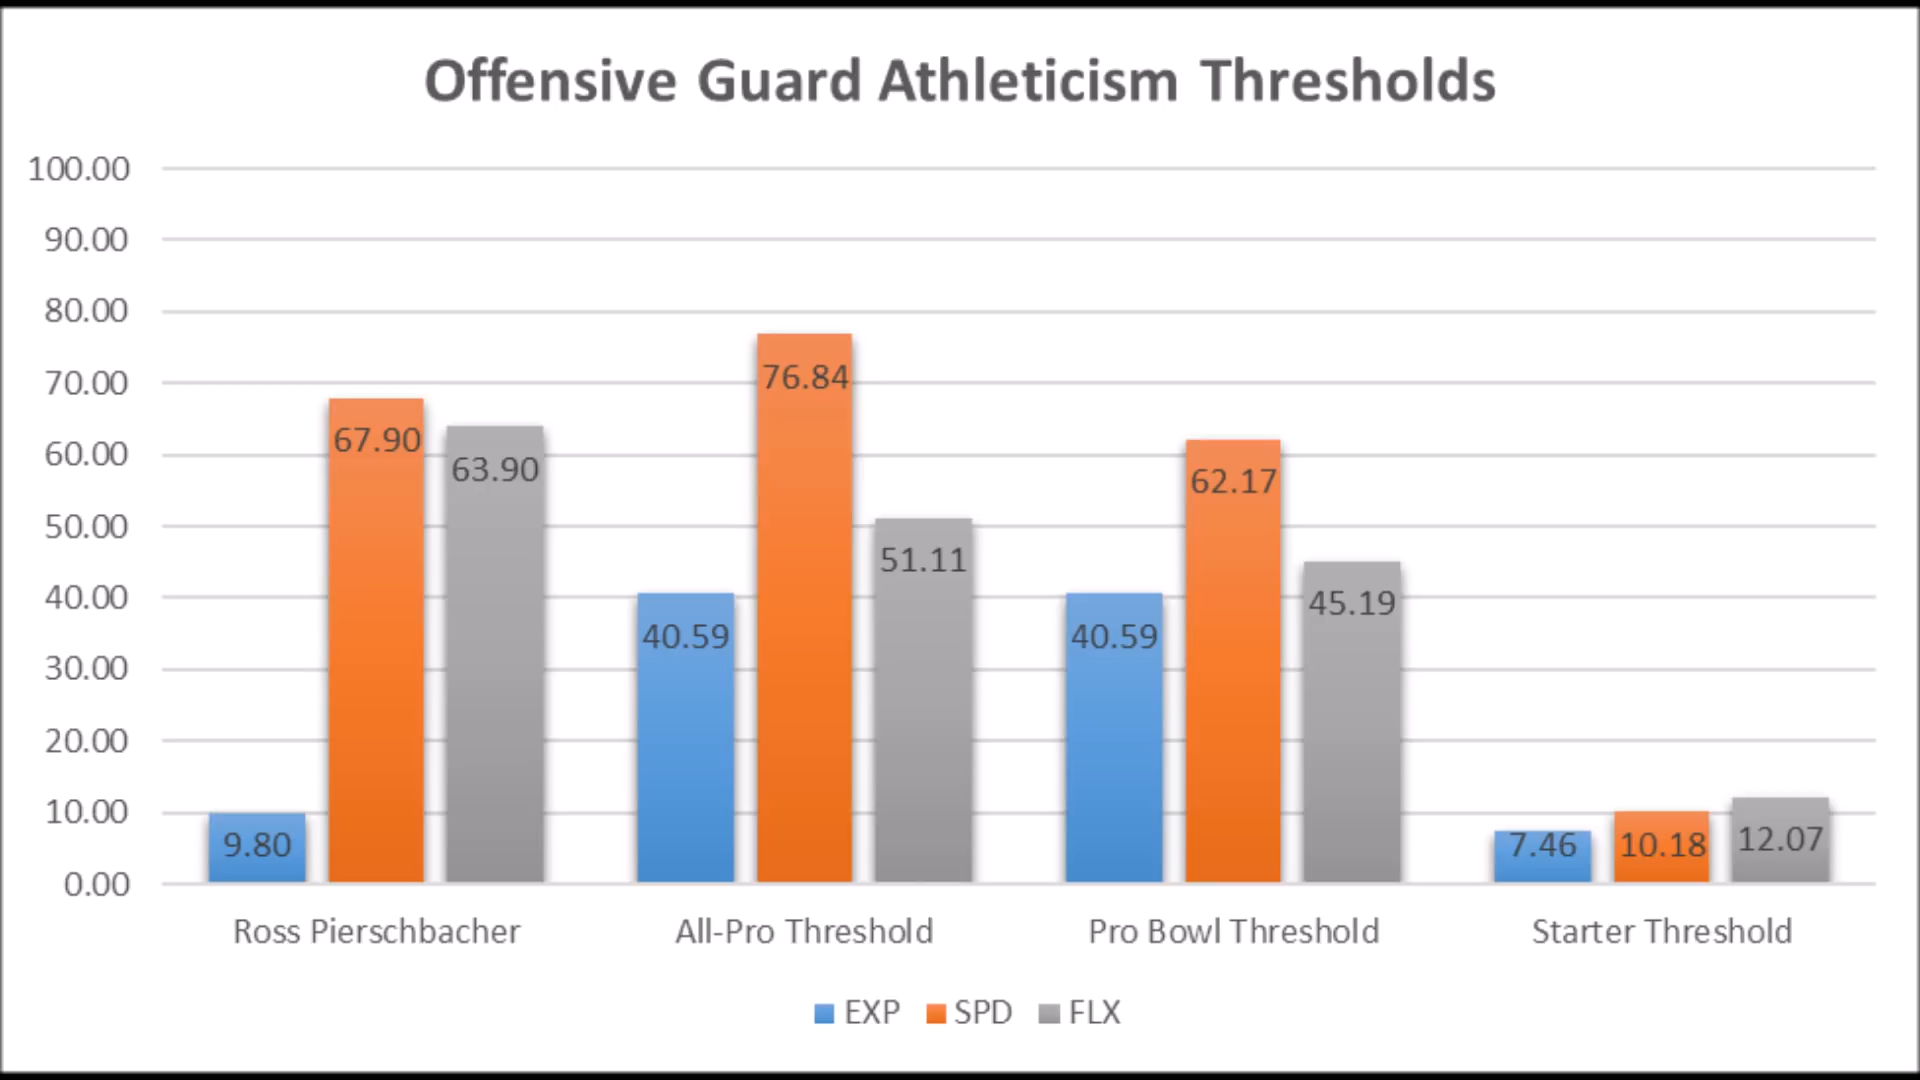 Offensive Guard Athleticism Thresholds
100.00
90.00
80.00
70.00
60.00
50.00
40.00
30.00
20.00
10.00
0.00
9.80 67.90 63.90
40.59 76.84 51.11
40.59 62.17 45.19
7.46 10.18 12.07
Ross Pierschbacher All-Pro Threshold Pro Bowl Threshold Starter Threshold
EXP SPD FLX